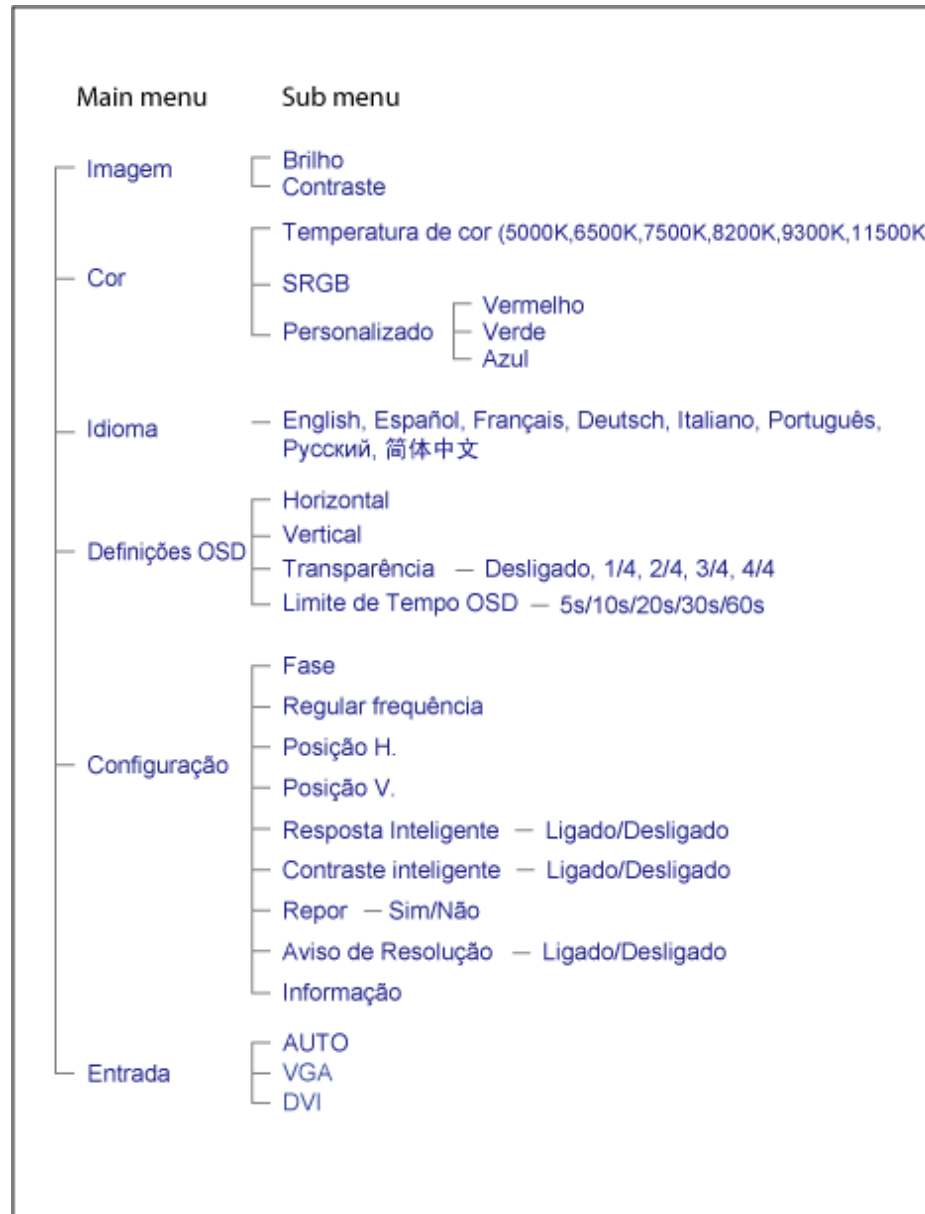 Main menu Sub menu
Imagem
Brilho
Contraste
Cor
Temperatura de cor (5000K,6500K,7500K,8200K,9300K,11500K
SRGB
Personalizado
Vermelho
Verde
Azul
Idioma
English, Español, Français, Deutsch, Italiano, Português,
Русский, 简体中文
Definições OSD
Horizontal
Vertical
Transparência — Desligado, 1/4, 2/4, 3/4, 4/4
Limite de Tempo OSD — 5s/10s/20s/30s/60s
Configuração
Fase
Regular frequência
Posição H.
Posição V.
Resposta Inteligente — Ligado/Desligado
Contraste inteligente — Ligado/Desligado
Repor — Sim/Não
Aviso de Resolução — Ligado/Desligado
Informação
Entrada
AUTO
VGA
DVI